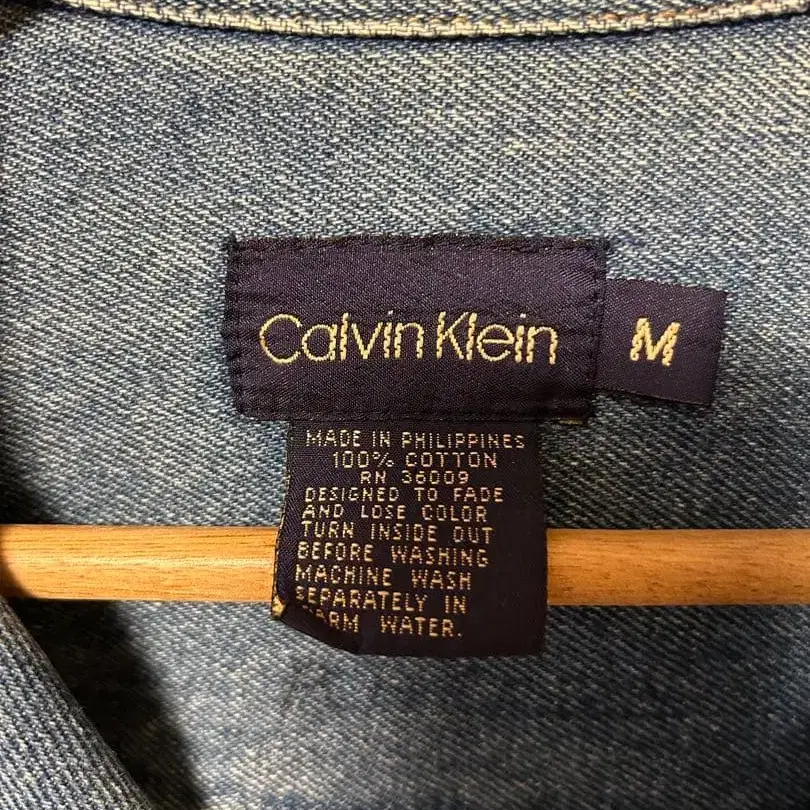 Calvin Klein
M
MADE IN PHILIPPINES
100% COTTON
RN 36009
DESIGNED TO FADE
AND LOSE COLOR
TURN INSIDE OUT
BEFORE WASHING
MACHINE WASH
SEPARATELY IN
WARM WATER.